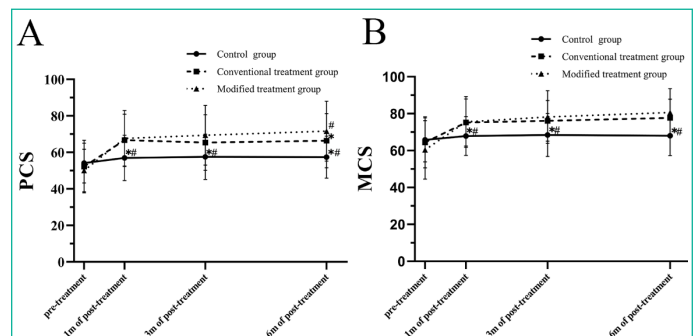 A
Control group
Conventional treatment group
Modified treatment group
PCS
100
80
60
40
20
0
*#
*#
#
*
*#
pre-treatment
1m of post-treatment
3m of post-treatment
6m of post-treatment
B
Control group
Conventional treatment group
Modified treatment group
MCS
100
80
60
40
20
0
*#
*#
*#
pre-treatment
1m of post-treatment
3m of post-treatment
6m of post-treatment